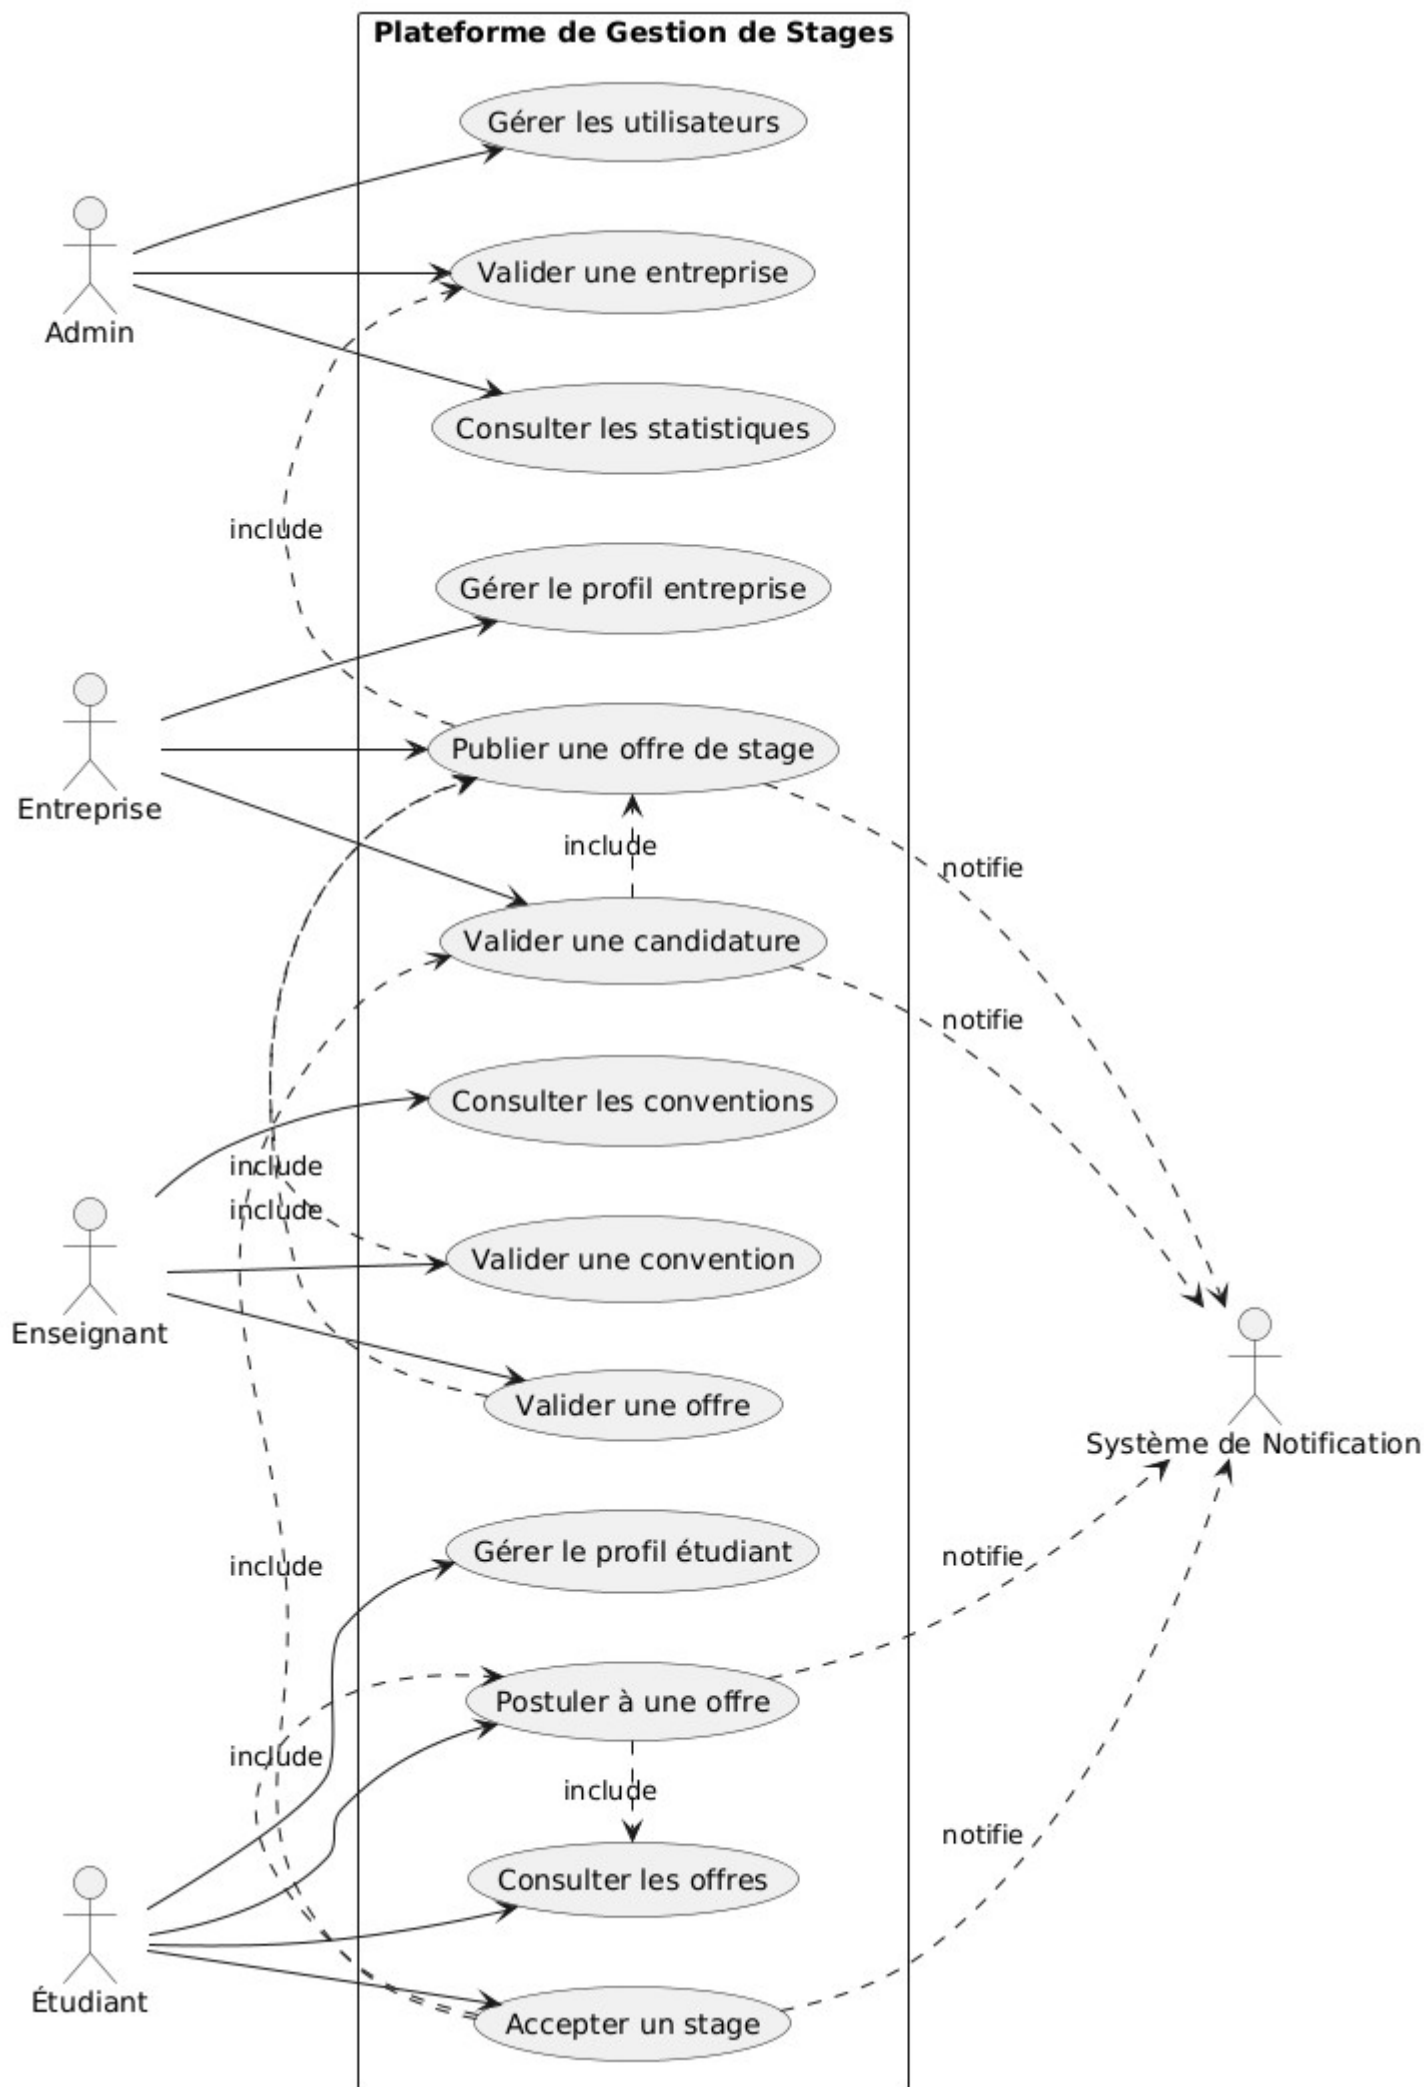 Plateforme de Gestion de Stages
Gérer les utilisateurs
Valider une entreprise
Admin
Consulter les statistiques
include
Gérer le profil entreprise
Publier une offre de stage
Entreprise
include
notifie
Valider une candidature
notifie
Consulter les conventions
include
include
Valider une convention
Enseignant
Valider une offre
Système de Notification
Gérer le profil étudiant
notifie
include
Postuler à une offre
include
include
notifie
Consulter les offres
Étudiant
Accepter un stage